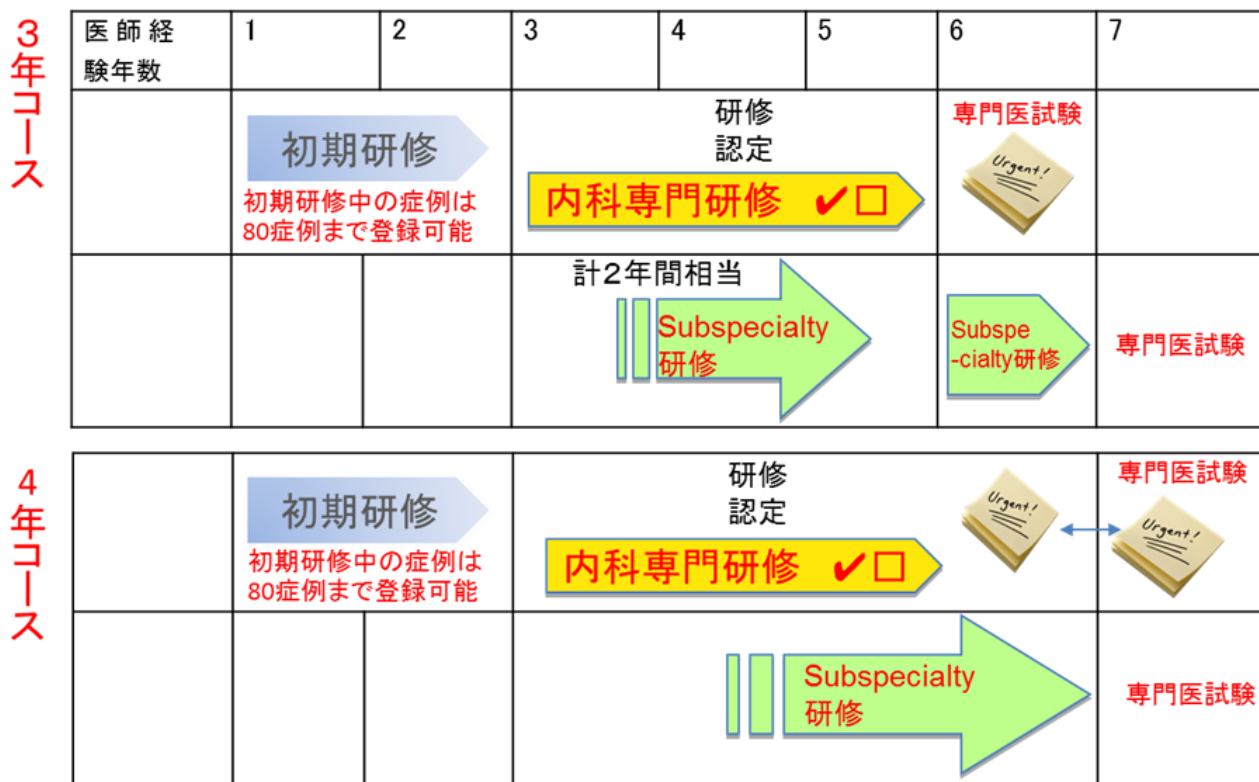 3年コース
医師経 1 2 3 4 5 6 7
験年数
初期研修
初期研修中の症例は
80症例まで登録可能
研修
認定
内科専門研修 ✔☐
専門医試験
Urgent!
計2年間相当
Subspecialty
研修
Subspe
-cialty研修
専門医試験
4年コース
初期研修
初期研修中の症例は
80症例まで登録可能
研修
認定
内科専門研修 ✔☐
Urgent!
専門医試験
Urgent!
Subspecialty
研修
専門医試験